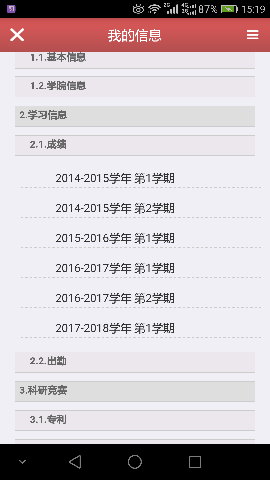 87% 15:19
我的信息
1.1.基本信息
1.2.学院信息
2.学习信息
2.1.成绩
2014-2015学年 第1学期
2014-2015学年 第2学期
2015-2016学年 第1学期
2016-2017学年 第1学期
2016-2017学年 第2学期
2017-2018学年 第1学期
2.2.出勤
3.科研竞赛
3.1.专利